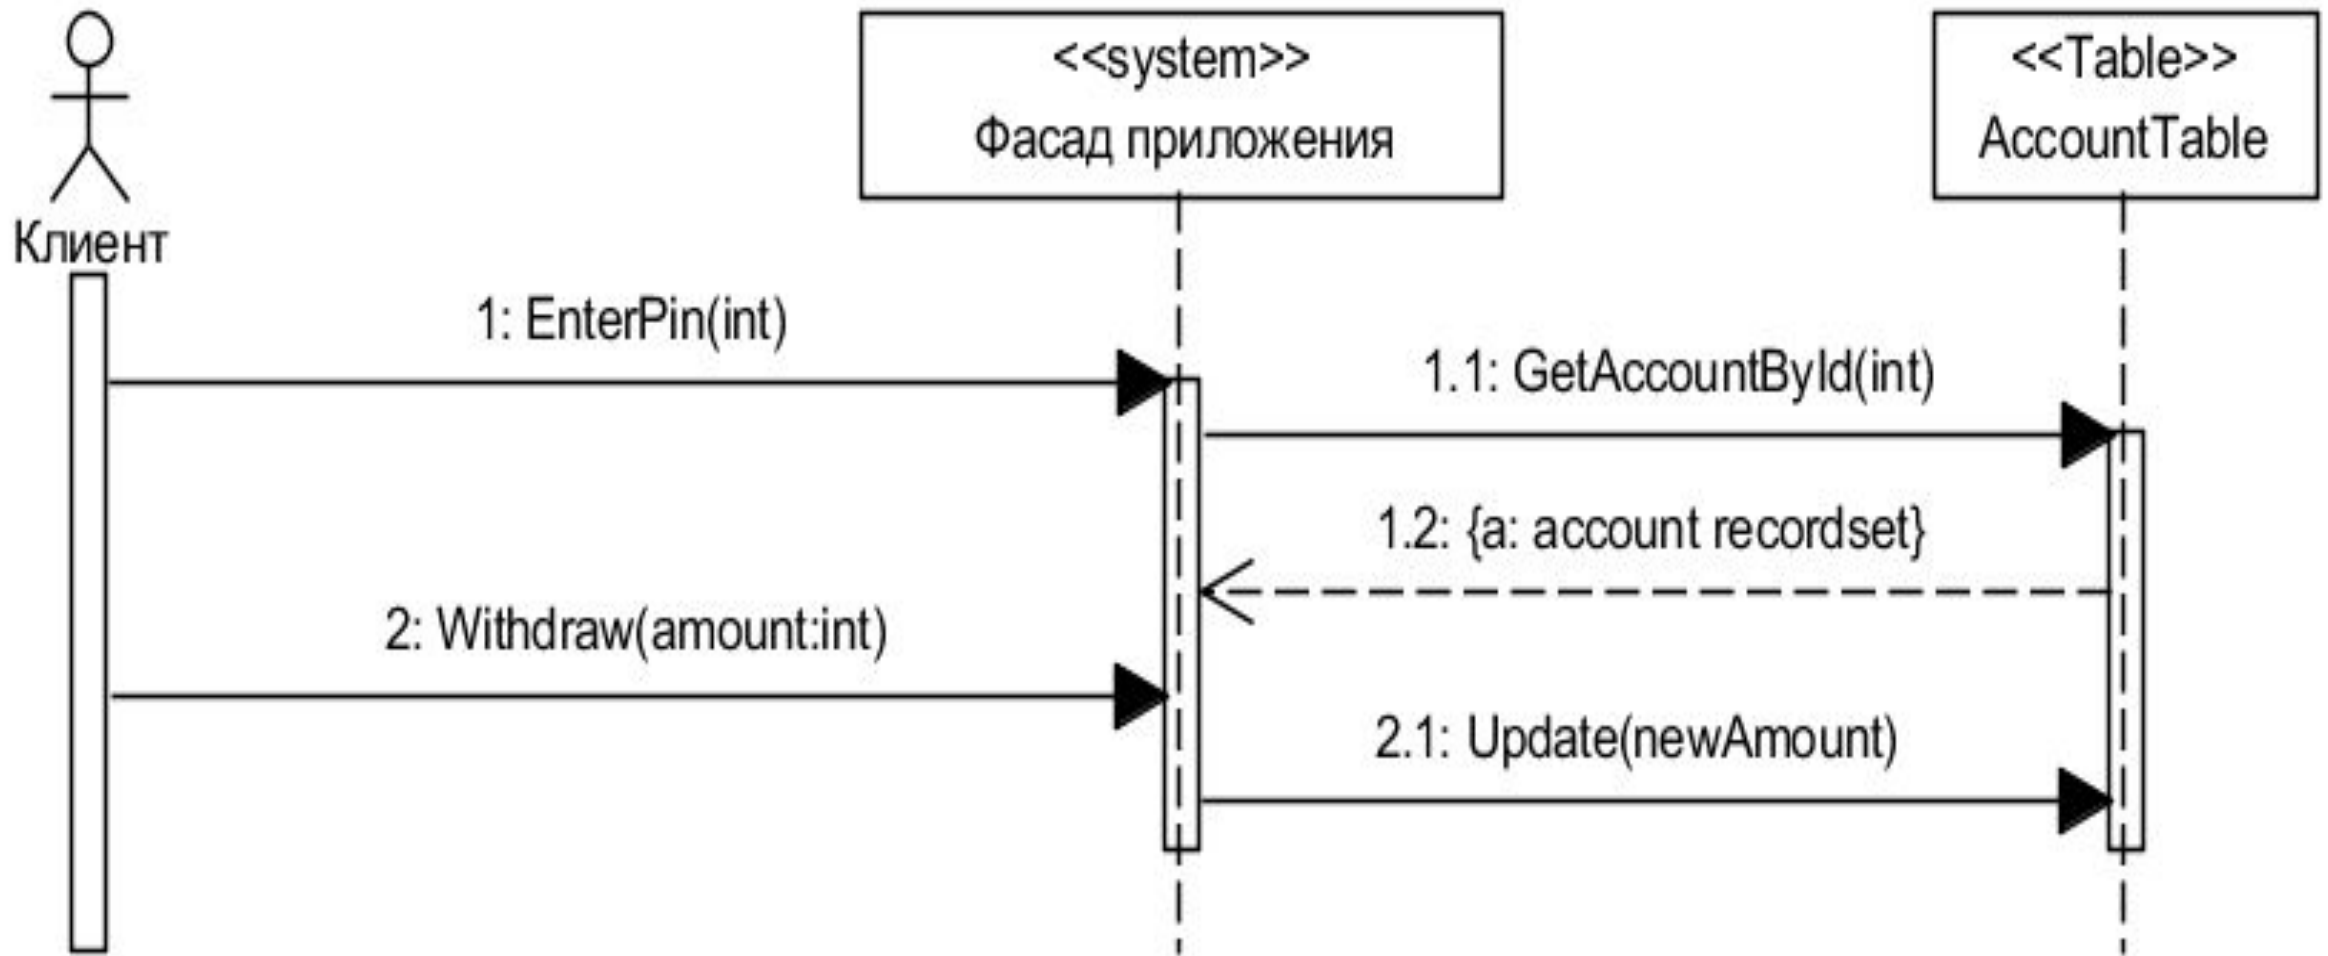 <<system>>
Фасад приложения
<<Table>>
AccountTable
Клиент
1: EnterPin(int)
1.1: GetAccountById(int)
1.2: {a: account recordset}
2: Withdraw(amount:int)
2.1: Update(newAmount)